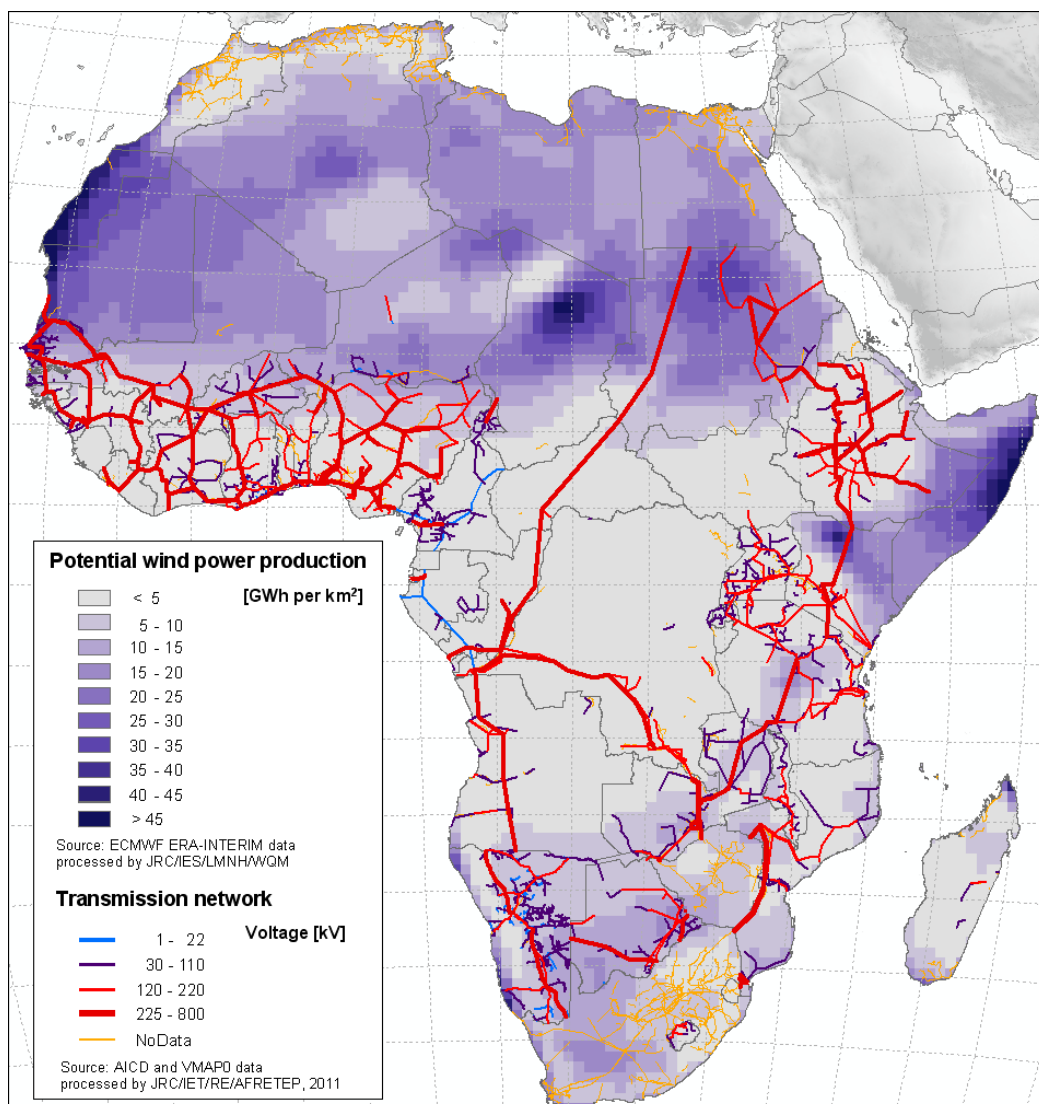 Potential wind power production
[GWh per km²]
< 5
5 - 10
10 - 15
15 - 20
20 - 25
25 - 30
30 - 35
35 - 40
40 - 45
> 45
Source: ECMWF ERA-INTERIM data
processed by JRC/IES/LMNH/WQM
Transmission network
Voltage [kV]
1 - 22
30 - 110
120 - 220
225 - 800
NoData
Source: AICD and VMAP0 data
processed by JRC/IET/RE/AFRETEP, 2011